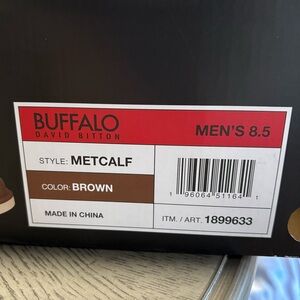 BUFFALO
DAVID BITTON
MEN'S 8.5
STYLE: METCALF
COLOR: BROWN
1 96064 51164 1
MADE IN CHINA
ITM. / ART. 1899633